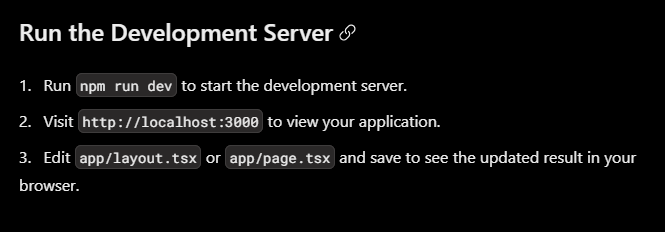 Run the Development Server
1. Run npm run dev to start the development server.
2. Visit http://localhost:3000 to view your application.
3. Edit app/layout.tsx or app/page.tsx and save to see the updated result in your
browser.